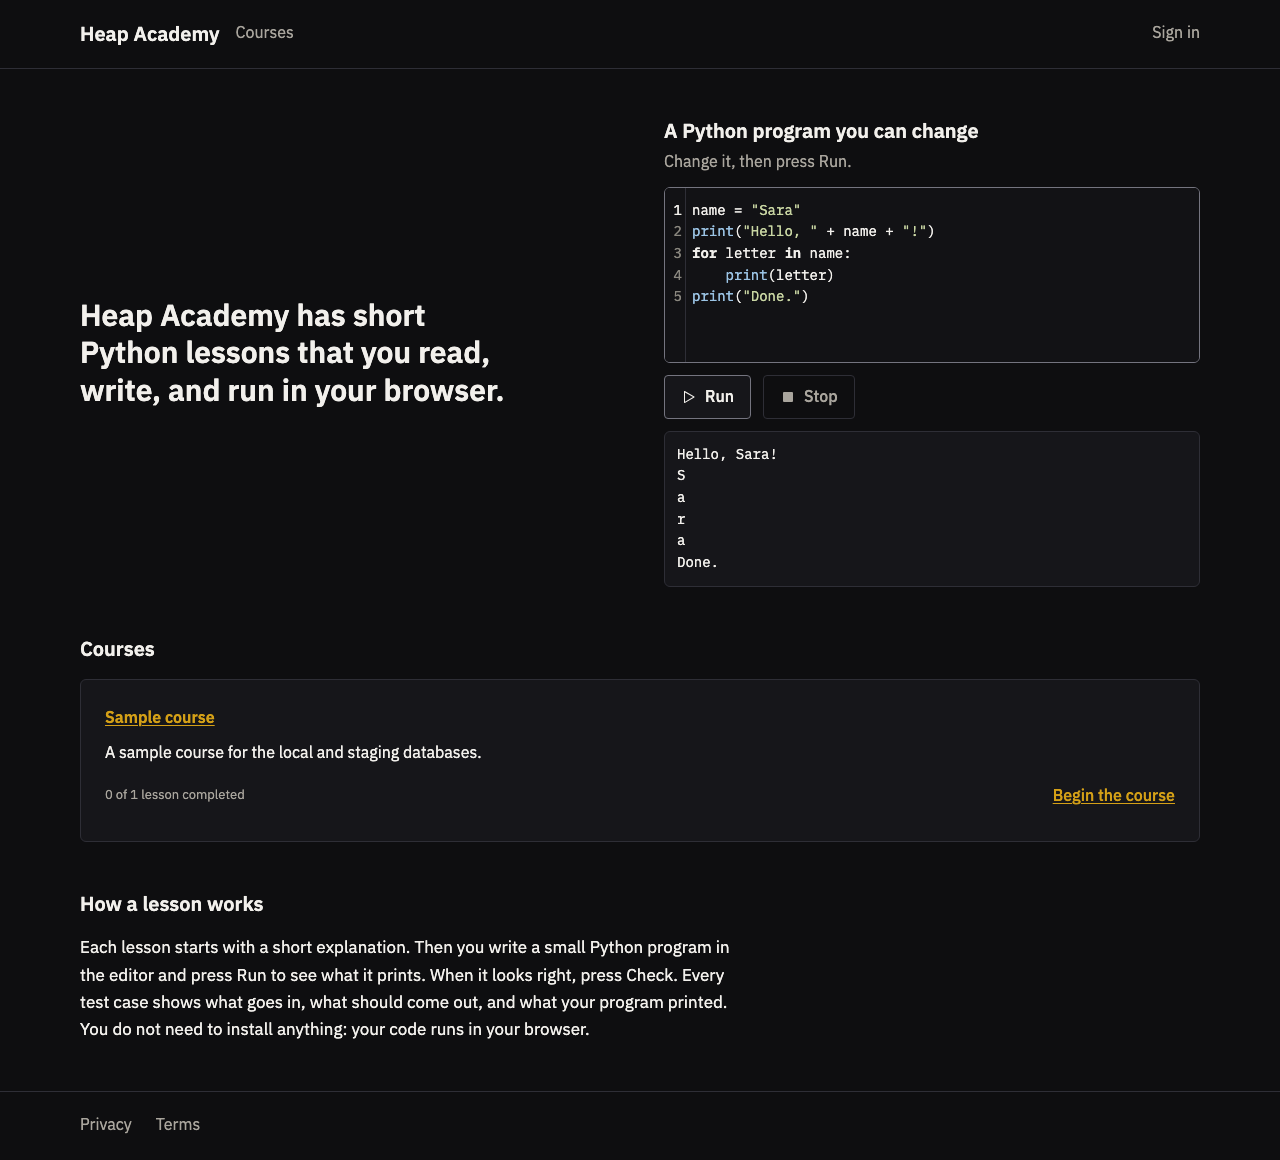 Heap Academy
Courses
Sign in
Heap Academy has short
Python lessons that you read,
write, and run in your browser.
A Python program you can change
Change it, then press Run.
1 name = "Sara"
2 print("Hello, " + name + "!")
3 for letter in name:
4     print(letter)
5 print("Done.")
Run
Stop
Hello, Sara!
S
a
r
a
Done.
Courses
Sample course
A sample course for the local and staging databases.
0 of 1 lesson completed
Begin the course
How a lesson works
Each lesson starts with a short explanation. Then you write a small Python program in
the editor and press Run to see what it prints. When it looks right, press Check. Every
test case shows what goes in, what should come out, and what your program printed.
You do not need to install anything: your code runs in your browser.
Privacy
Terms